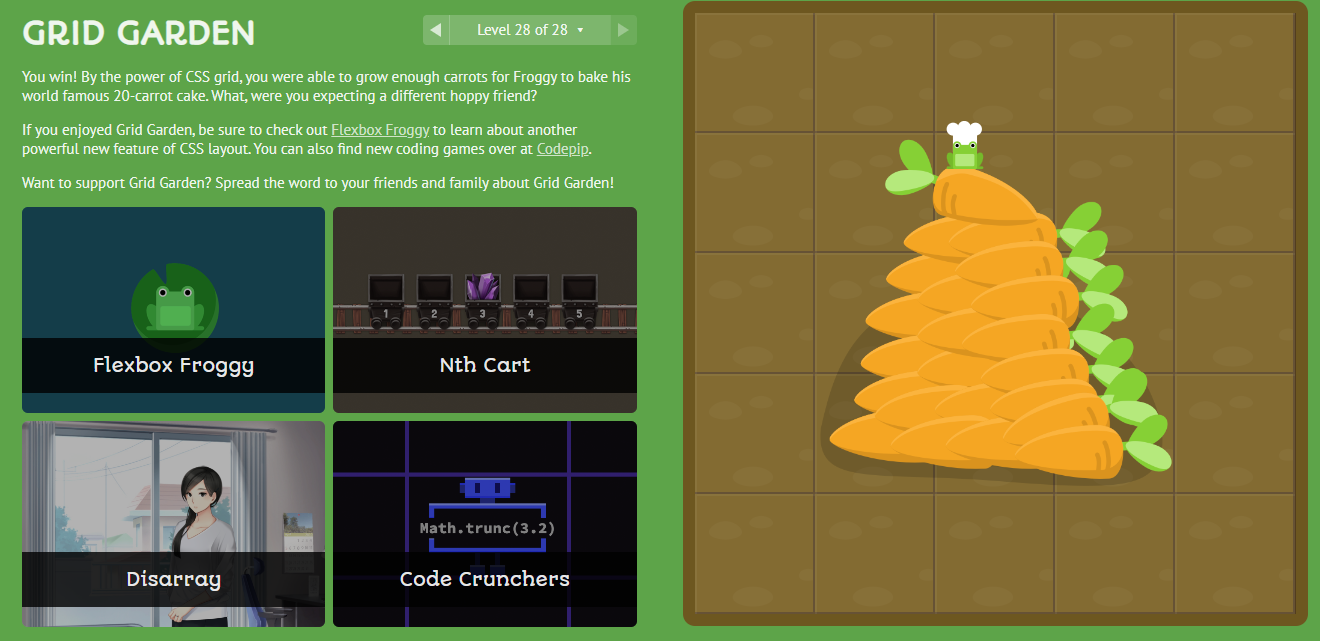 GRID GARDEN
Level 28 of 28
You win! By the power of CSS grid, you were able to grow enough carrots for Froggy to bake his
world famous 20-carrot cake. What, were you expecting a different hoppy friend?
If you enjoyed Grid Garden, be sure to check out Flexbox Froggy to learn about another
powerful new feature of CSS layout. You can also find new coding games over at Codepip.
Want to support Grid Garden? Spread the word to your friends and family about Grid Garden!
1 2 3 4 5
Flexbox Froggy
Nth Cart
Math.trunc(3.2)
Disarray
Code Crunchers